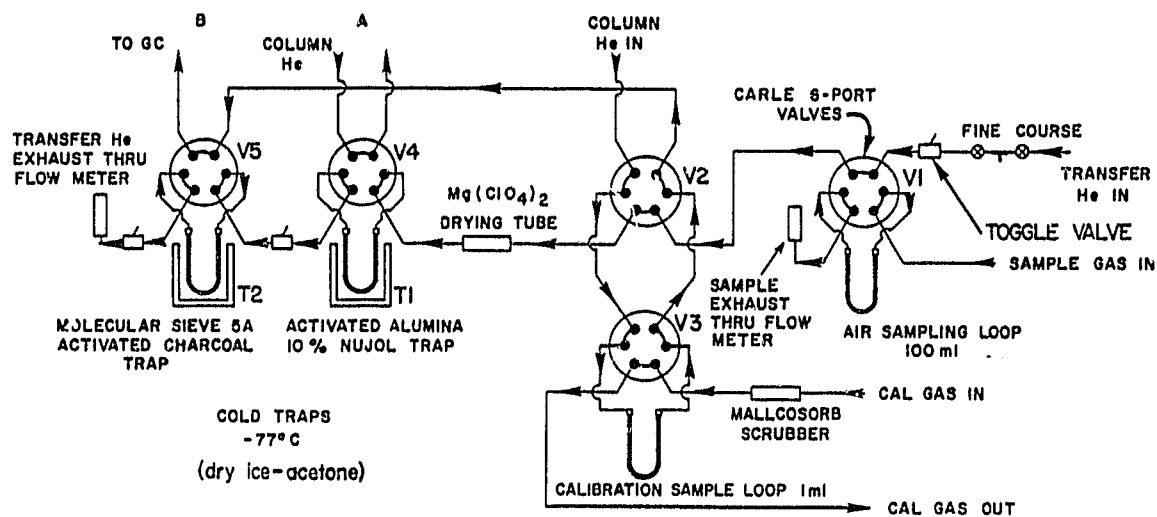 B
A
TO GC
COLUMN
He
COLUMN
He IN
CARLE 6-PORT
VALVES
FINE COURSE
TRANSFER He
EXHAUST THRU
FLOW METER
V5
V4
V2
V1
TRANSFER
He IN
Mg(ClO4)2
DRYING TUBE
TOGGLE VALVE
SAMPLE GAS IN
SAMPLE
EXHAUST
THRU FLOW
METER
T2
T1
V3
MOLECULAR SIEVE 5A
ACTIVATED CHARCOAL
TRAP
ACTIVATED ALUMINA
10% NUJOL TRAP
AIR SAMPLING LOOP
100 ml
CAL GAS IN
MALLCOSORB
SCRUBBER
COLD TRAPS
-77° C
(dry ice-acetone)
CALIBRATION SAMPLE LOOP 1ml
CAL GAS OUT